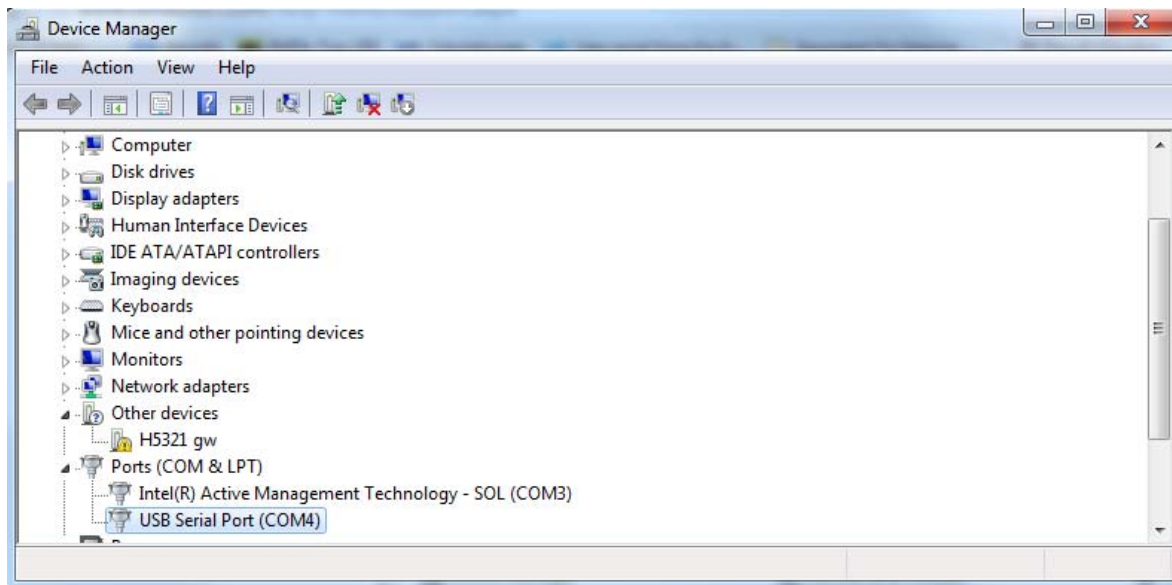 Device Manager
File Action View Help
Computer
Disk drives
Display adapters
Human Interface Devices
IDE ATA/ATAPI controllers
Imaging devices
Keyboards
Mice and other pointing devices
Monitors
Network adapters
Other devices
H5321 gw
Ports (COM & LPT)
Intel(R) Active Management Technology - SOL (COM3)
USB Serial Port (COM4)